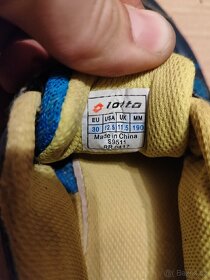 lotto
EU USA UK MM
30 12.5 11.5 190
Made in China
S9511